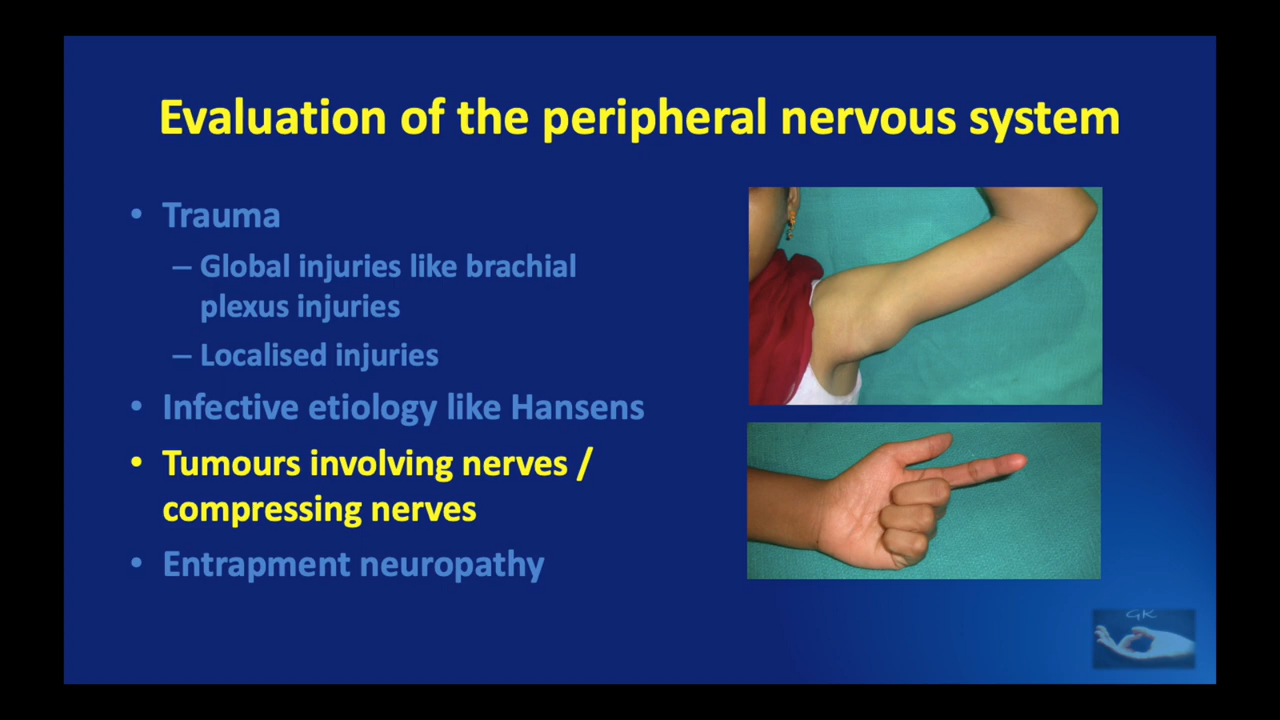 Evaluation of the peripheral nervous system
• Trauma
– Global injuries like brachial
plexus injuries
– Localised injuries
• Infective etiology like Hansens
• Tumours involving nerves /
compressing nerves
• Entrapment neuropathy
GK